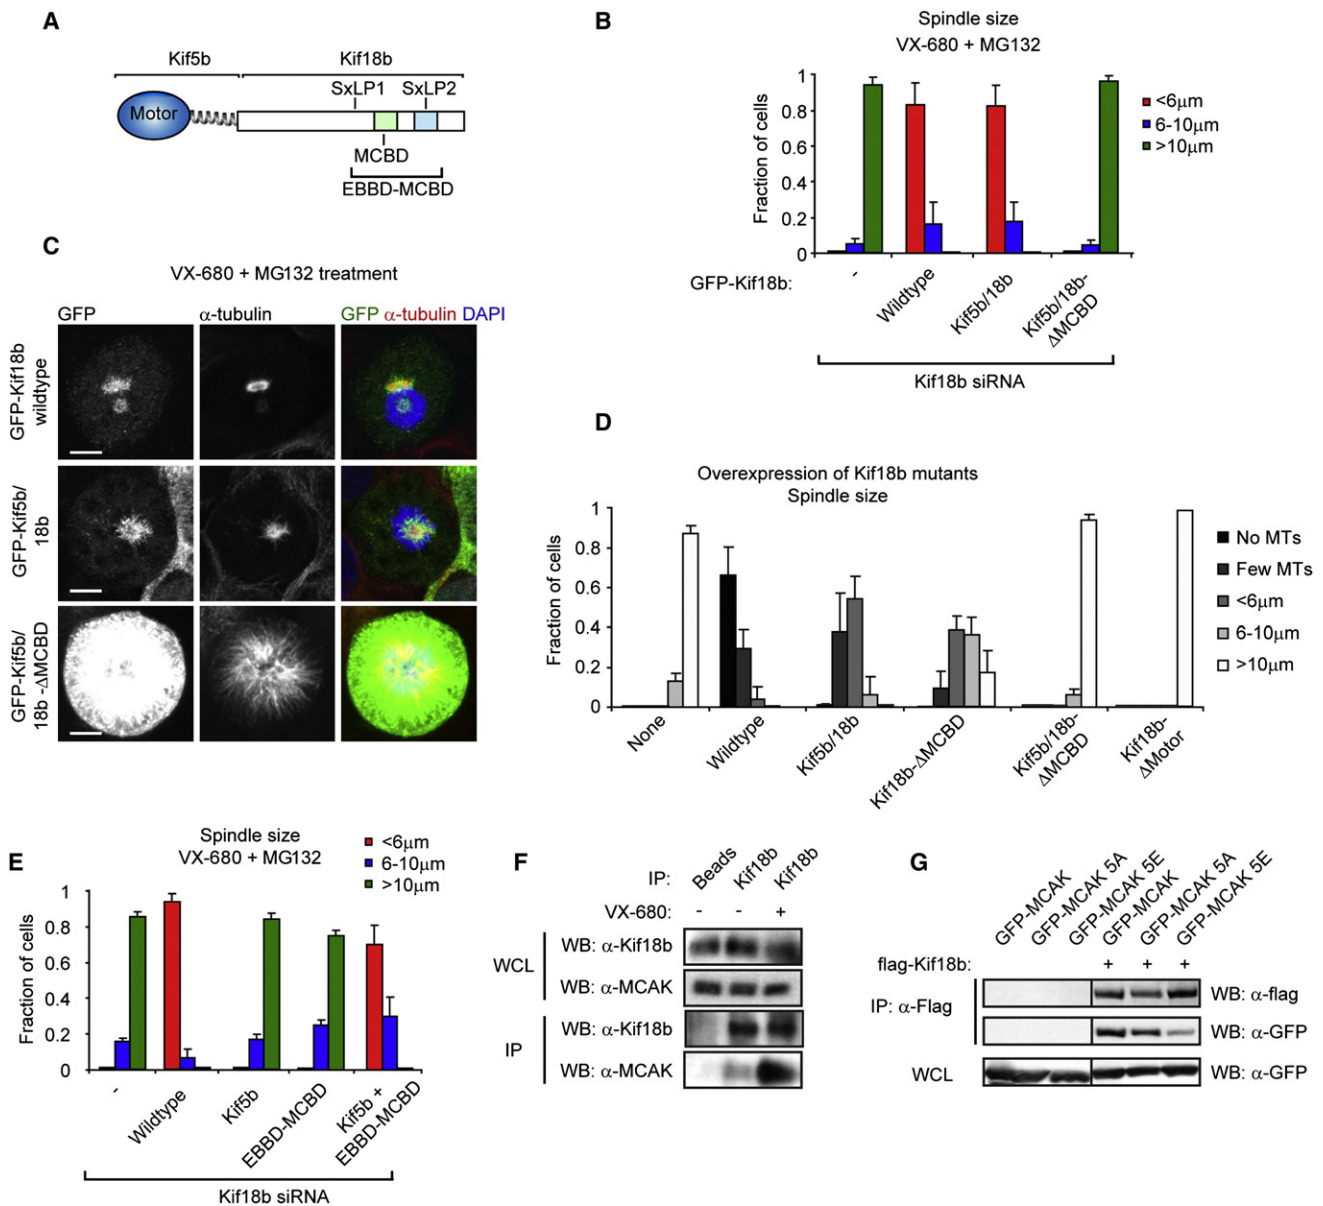 A
Kif5b Kif18b
SxLP1 SxLP2
Motor
MCBD
EBBD-MCBD
B
Spindle size
VX-680 + MG132
Fraction of cells
1
0.8
0.6
0.4
0.2
0
<6μm
6-10μm
>10μm
GFP-Kif18b:
-
Wildtype
Kif5b/18b
Kif5b/18b-
ΔMCBD
Kif18b siRNA
C
VX-680 + MG132 treatment
GFP α-tubulin GFP α-tubulin DAPI
GFP-Kif18b
wildtype
GFP-Kif5b/
18b
GFP-Kif5b/
18b -ΔMCBD
D
Overexpression of Kif18b mutants
Spindle size
Fraction of cells
1
0.8
0.6
0.4
0.2
0
No MTs
Few MTs
<6μm
6-10μm
>10μm
None
Wildtype
Kif5b/18b
Kif18b-ΔMCBD
Kif5b/18b-
ΔMCBD
Kif18b-
ΔMotor
E
Spindle size
VX-680 + MG132
<6μm
6-10μm
>10μm
Fraction of cells
1
0.8
0.6
0.4
0.2
0
-
Wildtype
Kif5b
EBBD-MCBD
Kif5b +
EBBD-MCBD
Kif18b siRNA
F
IP: Beads Kif18b Kif18b
VX-680: - - +
WCL
WB: α-Kif18b
WB: α-MCAK
IP
WB: α-Kif18b
WB: α-MCAK
G
GFP-MCAK
GFP-MCAK 5A
GFP-MCAK 5E
GFP-MCAK
GFP-MCAK 5A
GFP-MCAK 5E
flag-Kif18b: + + +
IP: α-Flag
WB: α-flag
WB: α-GFP
WCL WB: α-GFP